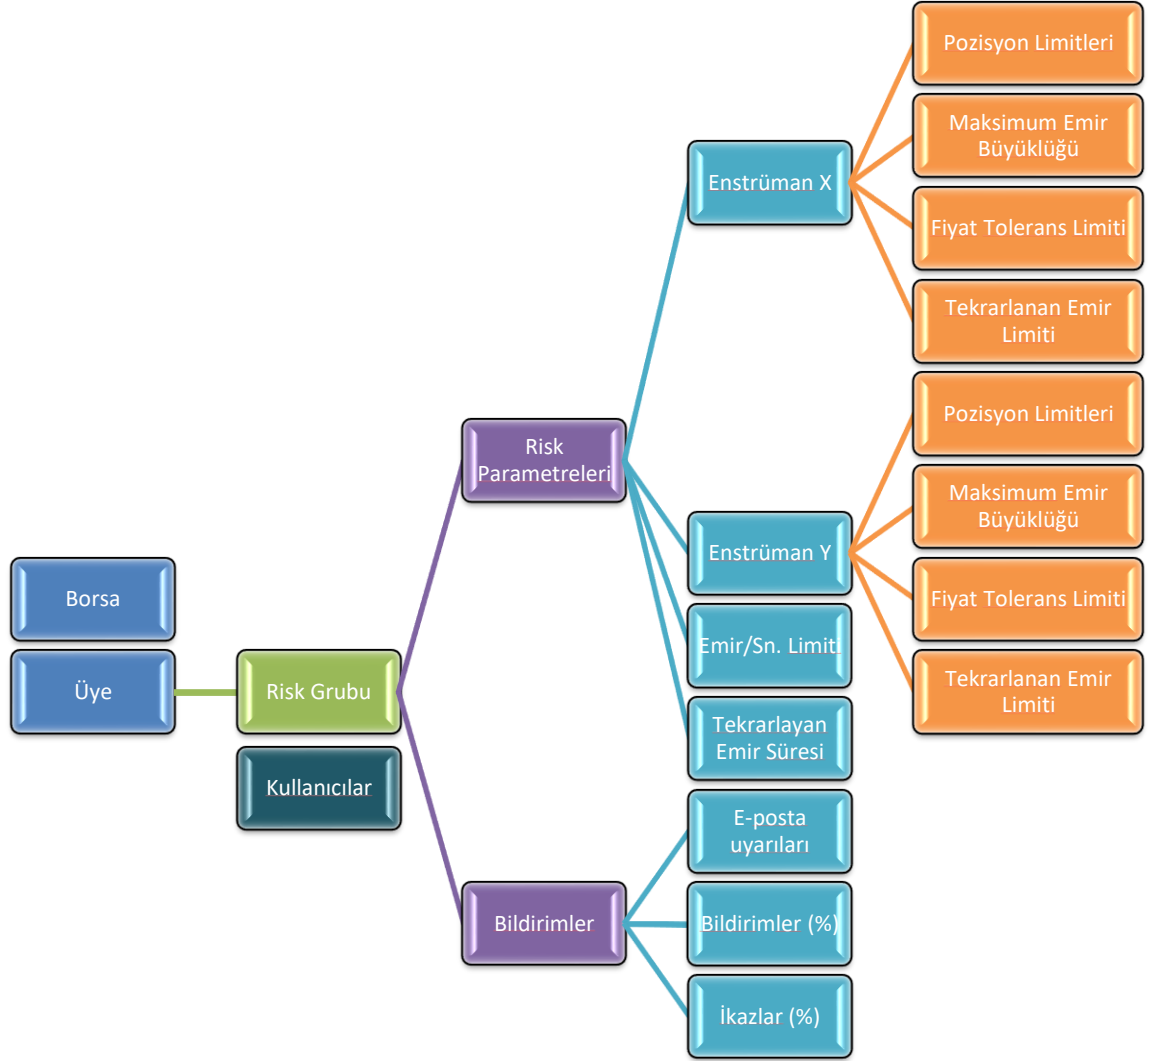 Borsa
Üye
Risk Grubu
Kullanıcılar
Risk
Parametreleri
Bildirimler
Enstrüman X
Enstrüman Y
Emir/Sn. Limiti
Tekrarlayan
Emir Süresi
E-posta
uyarıları
Bildirimler (%)
İkazlar (%)
Pozisyon Limitleri
Maksimum Emir
Büyüklüğü
Fiyat Tolerans Limiti
Tekrarlanan Emir
Limiti
Pozisyon Limitleri
Maksimum Emir
Büyüklüğü
Fiyat Tolerans Limiti
Tekrarlanan Emir
Limiti